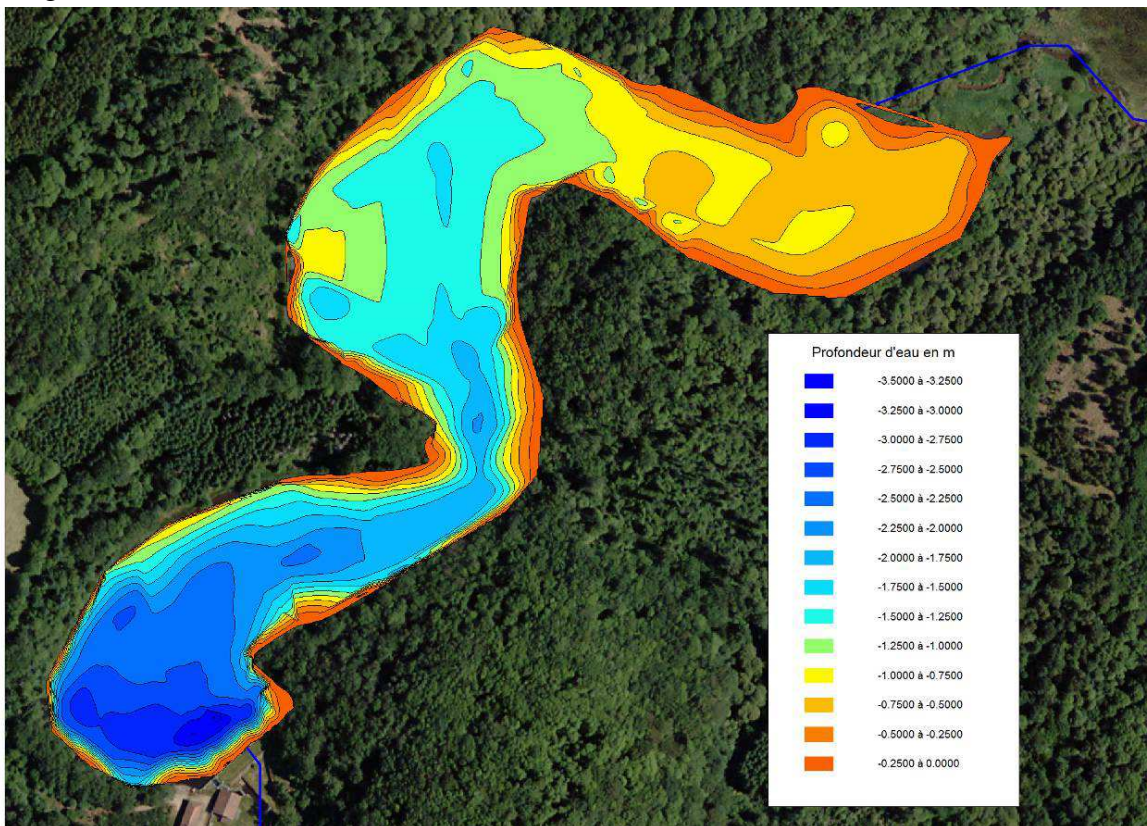 Profondeur d'eau en m
-3.5000 à -3.2500
-3.2500 à -3.0000
-3.0000 à -2.7500
-2.7500 à -2.5000
-2.5000 à -2.2500
-2.2500 à -2.0000
-2.0000 à -1.7500
-1.7500 à -1.5000
-1.5000 à -1.2500
-1.2500 à -1.0000
-1.0000 à -0.7500
-0.7500 à -0.5000
-0.5000 à -0.2500
-0.2500 à 0.0000